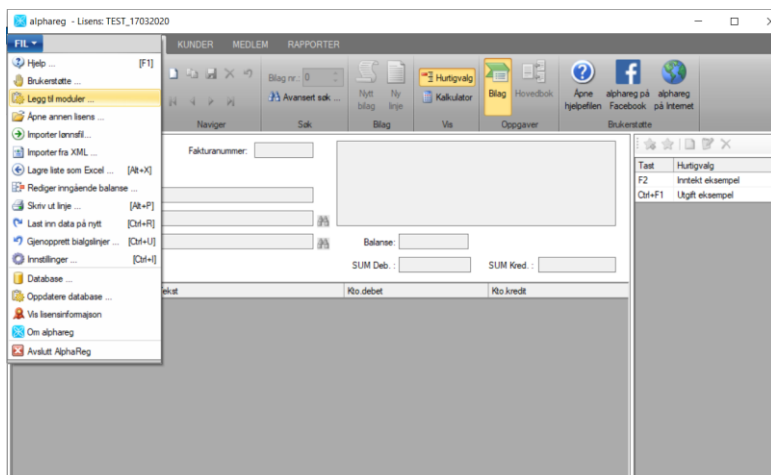 alphareg - Lisens: TEST_17032020
FIL KUNDER MEDLEM RAPPORTER
Hjelp ... [F1]
Brukerstøtte ...
Legg til moduler ...
Åpne annen lisens ...
Importer lønnsfil...
Importer fra XML ...
Lagre liste som Excel ... [Alt+X]
Rediger inngående balanse ...
Skriv ut linje ... [Alt+P]
Last inn data på nytt [Ctrl+R]
Gjenopprett bialgslinjer ... [Ctrl+U]
Innstillinger ... [Ctrl+I]
Database ...
Oppdatere database ...
Vis lisensinformajson
Om alphareg
Avslutt AlphaReg
Naviger
Bilag nr.: 0
Avansert søk ...
Søk
Nytt bilag
Ny linje
Bilag
Hurtigvalg
Kalkulator
Vis
Bilag
Hovedbok
Oppgaver
Åpne hjelpefilen
alphareg på Facebook
alphareg på Internet
Brukerstøtte
Fakturanummer:
Balanse:
SUM Deb. : SUM Kred. :
Tekst Kto.debet Kto.kredit
Tast Hurtigvalg
F2 Inntekt eksempel
Ctrl+F1 Utgift eksempel